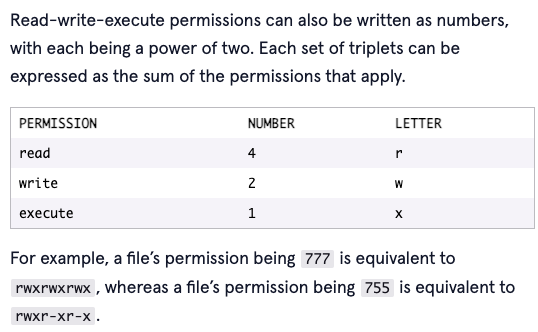 Read-write-execute permissions can also be written as numbers,
with each being a power of two. Each set of triplets can be
expressed as the sum of the permissions that apply.
PERMISSION NUMBER LETTER
read 4 r
write 2 w
execute 1 x
For example, a file’s permission being 777 is equivalent to
rwxrwxrwx, whereas a file’s permission being 755 is equivalent to
rwxr-xr-x.